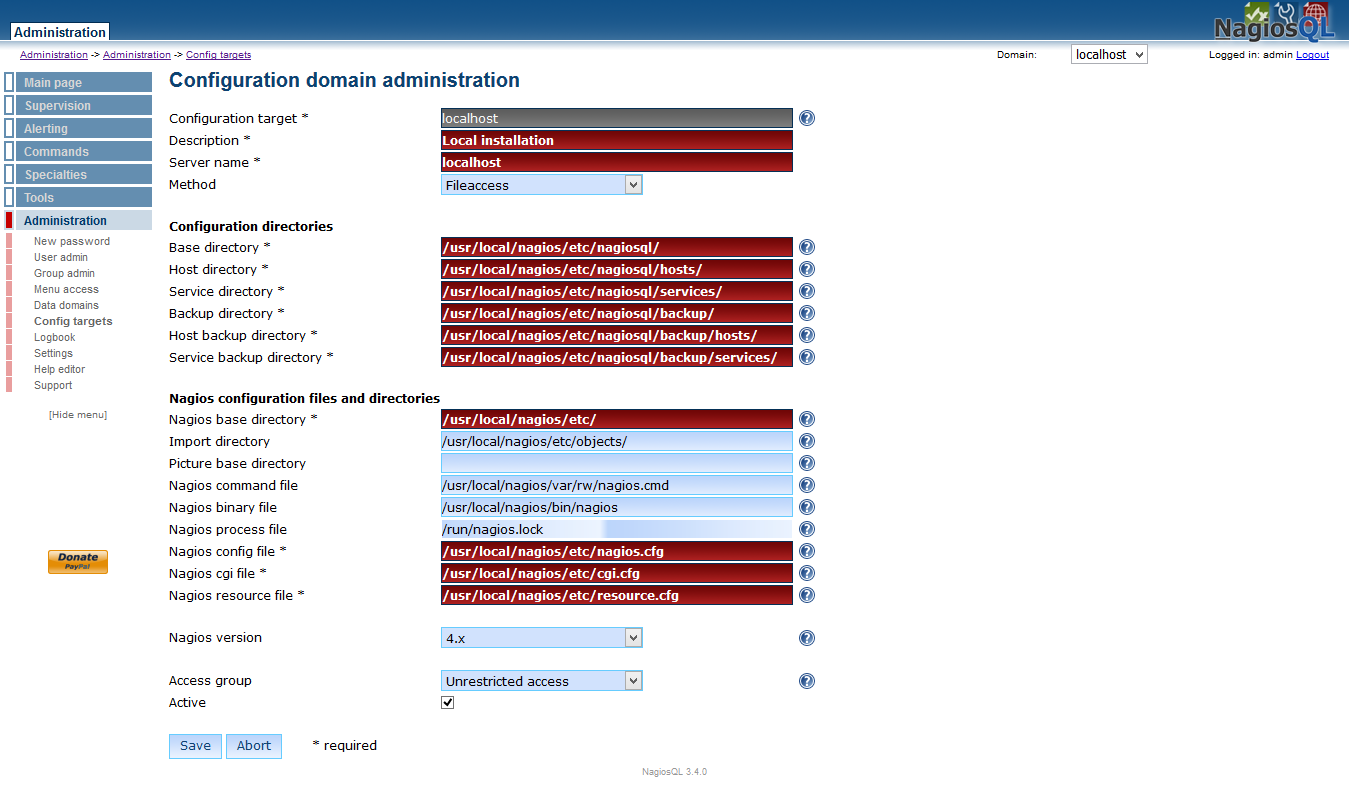 Administration
NagiosQL
Administration -> Administration -> Config targets
Domain: localhost
Logged in: admin Logout
Main page
Supervision
Alerting
Commands
Specialties
Tools
Administration
New password
User admin
Group admin
Menu access
Data domains
Config targets
Logbook
Settings
Help editor
Support
[Hide menu]
Donate
PayPal
Configuration domain administration
Configuration target * localhost ?
Description * Local installation
Server name * localhost
Method Fileaccess
Configuration directories
Base directory * /usr/local/nagios/etc/nagiosql/ ?
Host directory * /usr/local/nagios/etc/nagiosql/hosts/ ?
Service directory * /usr/local/nagios/etc/nagiosql/services/ ?
Backup directory * /usr/local/nagios/etc/nagiosql/backup/ ?
Host backup directory * /usr/local/nagios/etc/nagiosql/backup/hosts/ ?
Service backup directory * /usr/local/nagios/etc/nagiosql/backup/services/ ?
Nagios configuration files and directories
Nagios base directory * /usr/local/nagios/etc/ ?
Import directory /usr/local/nagios/etc/objects/ ?
Picture base directory ?
Nagios command file /usr/local/nagios/var/rw/nagios.cmd ?
Nagios binary file /usr/local/nagios/bin/nagios ?
Nagios process file /run/nagios.lock ?
Nagios config file * /usr/local/nagios/etc/nagios.cfg ?
Nagios cgi file * /usr/local/nagios/etc/cgi.cfg ?
Nagios resource file * /usr/local/nagios/etc/resource.cfg ?
Nagios version 4.x ?
Access group Unrestricted access ?
Active
Save Abort * required
NagiosQL 3.4.0